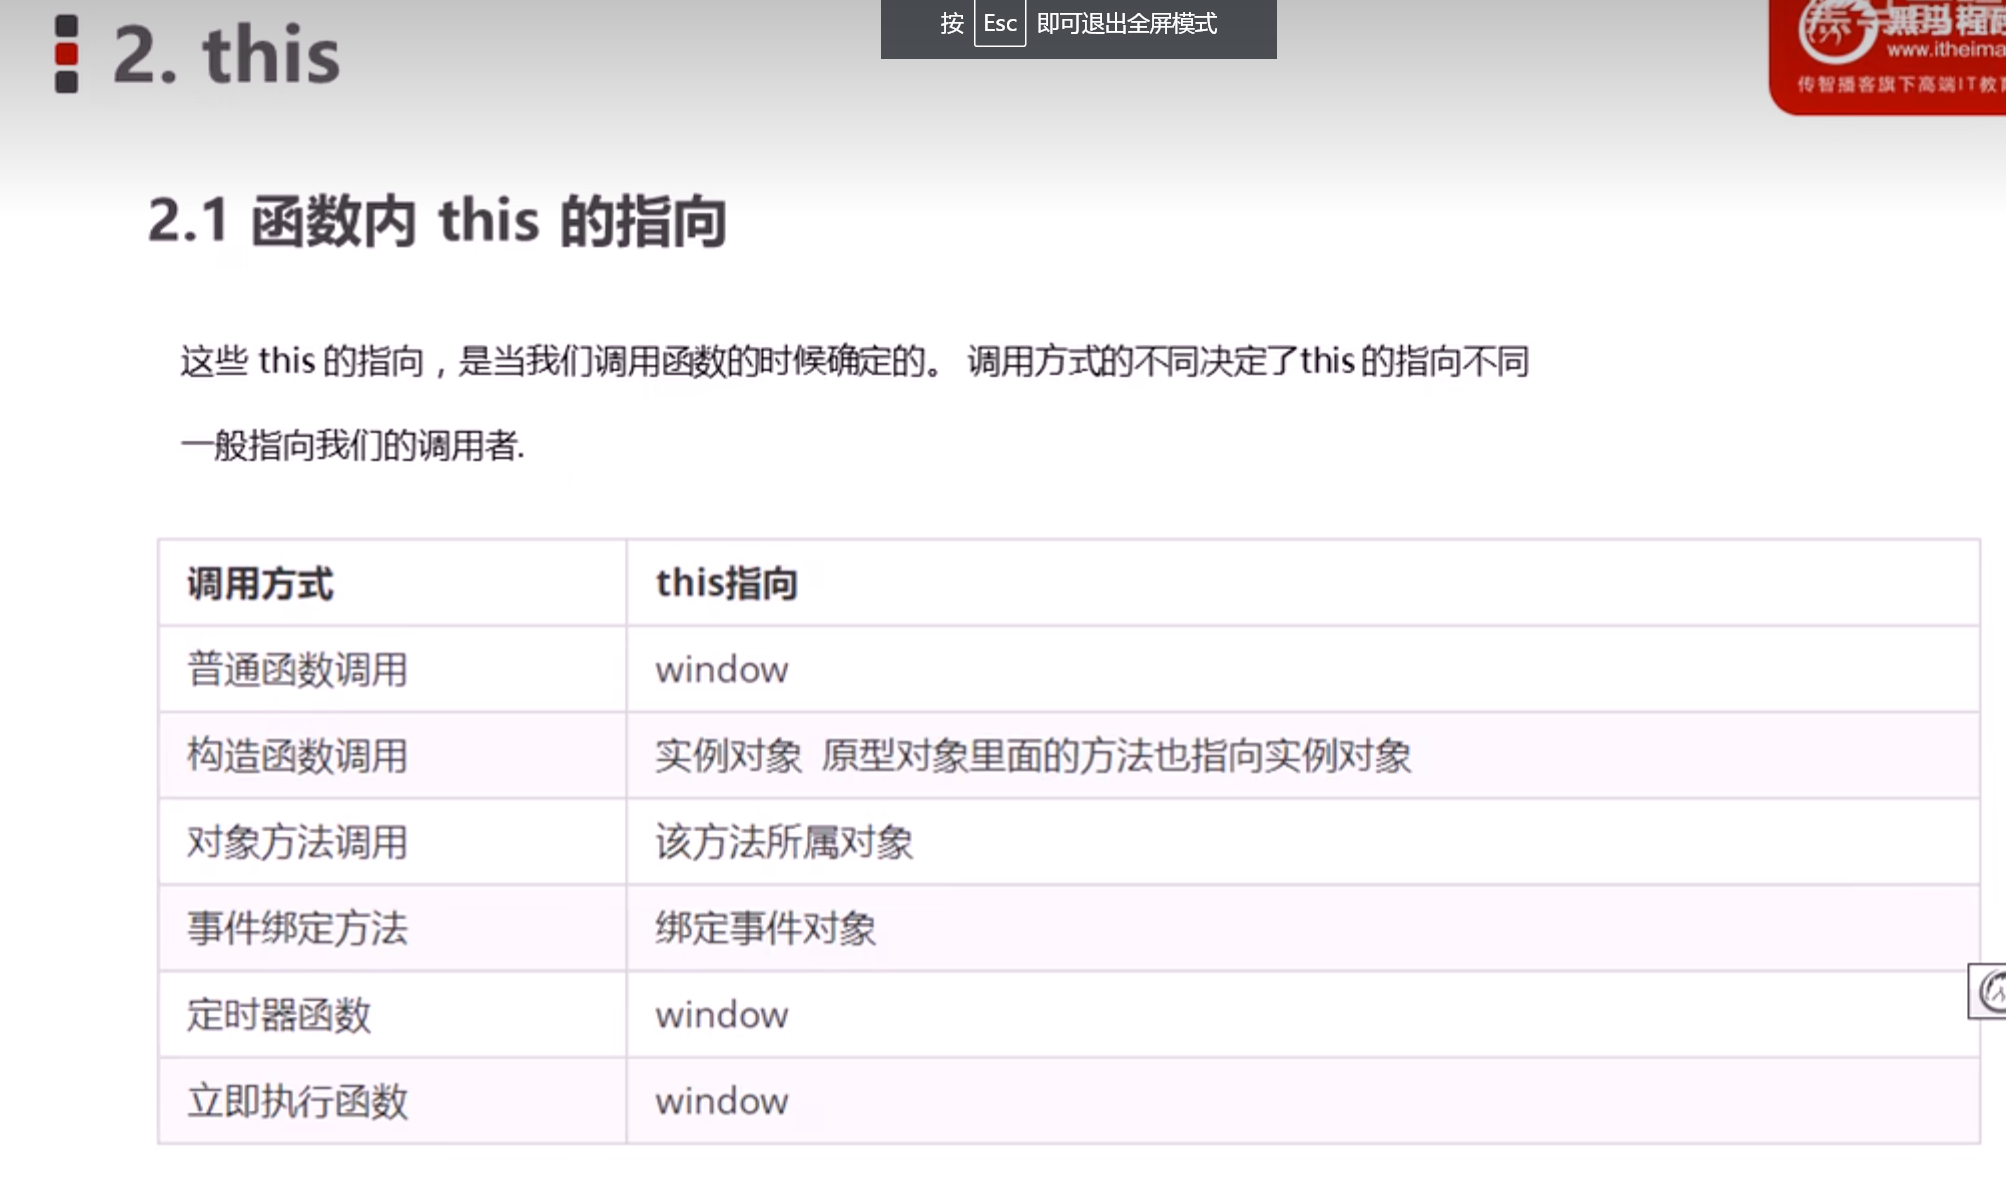 按 Esc 即可退出全屏模式
2. this
www.itheima
传智播客旗下高端IT教育
2.1 函数内 this 的指向
这些 this 的指向，是当我们调用函数的时候确定的。 调用方式的不同决定了this 的指向不同
一般指向我们的调用者.
调用方式 this指向
普通函数调用 window
构造函数调用 实例对象 原型对象里面的方法也指向实例对象
对象方法调用 该方法所属对象
事件绑定方法 绑定事件对象
定时器函数 window
立即执行函数 window